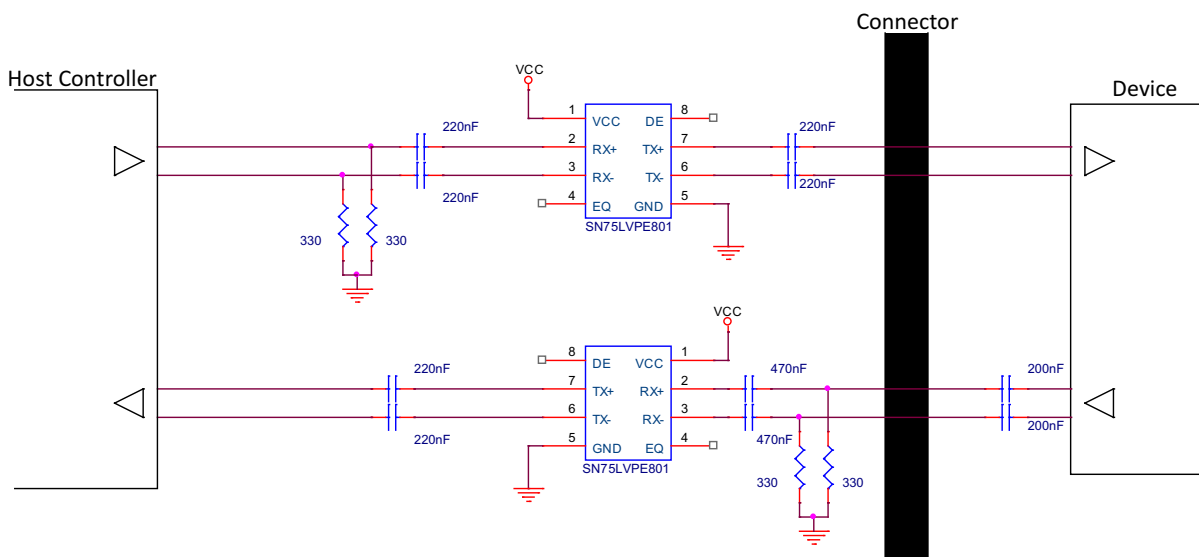 Connector
Host Controller
Device
VCC
220nF
220nF
1
VCC
DE
8
2
RX+
TX+
7
3
RX-
TX-
6
4
EQ
GND
5
220nF
220nF
SN75LVPE801
330
330
VCC
8
DE
VCC
1
220nF
470nF
200nF
7
TX+
RX+
2
6
TX-
RX-
3
220nF
470nF
200nF
5
GND
EQ
4
SN75LVPE801
330
330